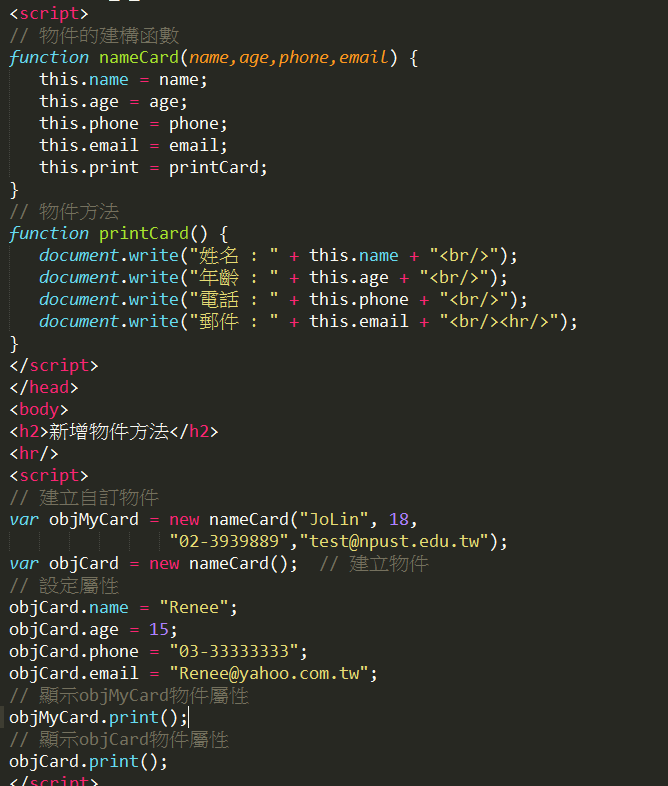 <script>
// 物件的建構函數
function nameCard(name,age,phone,email) {
   this.name = name;
   this.age = age;
   this.phone = phone;
   this.email = email;
   this.print = printCard;
}
// 物件方法
function printCard() {
   document.write("姓名 : " + this.name + "<br/>");
   document.write("年齡 : " + this.age + "<br/>");
   document.write("電話 : " + this.phone + "<br/>");
   document.write("郵件 : " + this.email + "<br/><hr/>");
}
</script>
</head>
<body>
<h2>新增物件方法</h2>
<hr/>
<script>
// 建立自訂物件
var objMyCard = new nameCard("JoLin", 18,
                "02-3939889","test@npust.edu.tw");
var objCard = new nameCard();  // 建立物件
// 設定屬性
objCard.name = "Renee";
objCard.age = 15;
objCard.phone = "03-33333333";
objCard.email = "Renee@yahoo.com.tw";
// 顯示objMyCard物件屬性
objMyCard.print();
// 顯示objCard物件屬性
objCard.print();
</script>